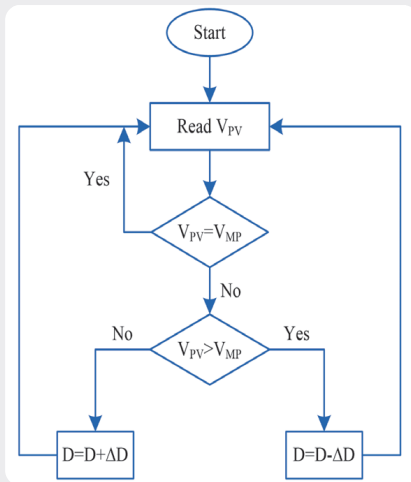 Start
Read V_PV
Yes
V_PV=V_MP
No
No
V_PV>V_MP
Yes
D=D+ΔD
D=D-ΔD